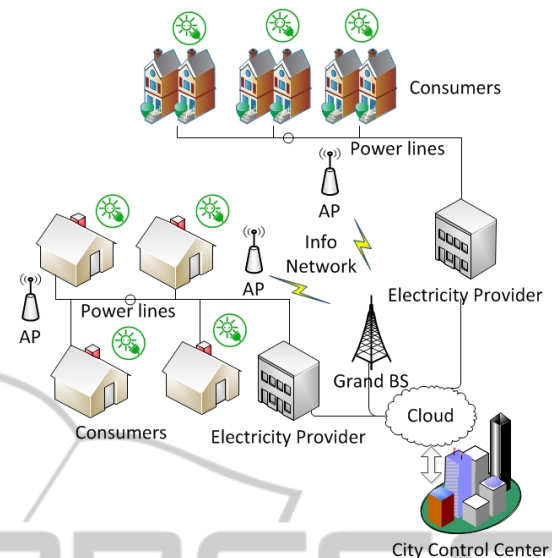 Consumers
Power lines
AP
Info
Network
AP
Electricity Provider
AP
Power lines
Grand BS
Cloud
Consumers
Electricity Provider
City Control Center